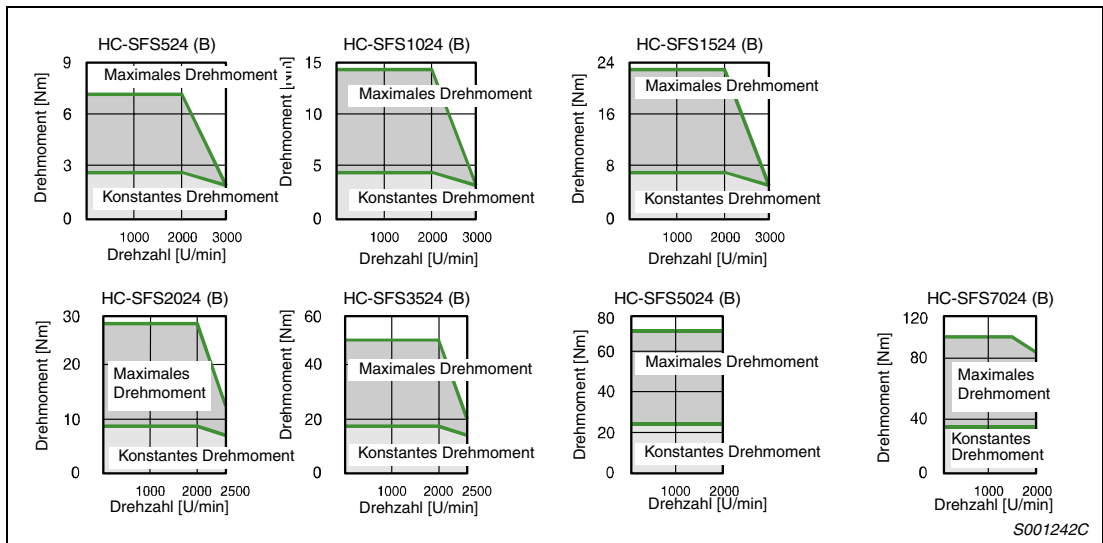 HC-SFS524 (B)
Drehmoment [Nm]
9
6
3
0
Maximales Drehmoment
Konstantes Drehmoment
1000 2000 3000
Drehzahl [U/min]
HC-SFS1024 (B)
Drehmoment [Nm]
15
10
5
0
Maximales Drehmoment
Konstantes Drehmoment
1000 2000 3000
Drehzahl [U/min]
HC-SFS1524 (B)
Drehmoment [Nm]
24
16
8
0
Maximales Drehmoment
Konstantes Drehmoment
1000 2000 3000
Drehzahl [U/min]
HC-SFS2024 (B)
Drehmoment [Nm]
30
20
10
0
Maximales
Drehmoment
Konstantes Drehmoment
1000 2000 2500
Drehzahl [U/min]
HC-SFS3524 (B)
Drehmoment [Nm]
60
40
20
0
Maximales Drehmoment
Konstantes Drehmoment
1000 2000 2500
Drehzahl [U/min]
HC-SFS5024 (B)
Drehmoment [Nm]
80
60
40
20
0
Maximales Drehmoment
Konstantes Drehmoment
1000 2000
Drehzahl [U/min]
HC-SFS7024 (B)
Drehmoment [Nm]
120
80
40
0
Maximales
Drehmoment
Konstantes
Drehmoment
1000 2000
Drehzahl [U/min]
S001242C